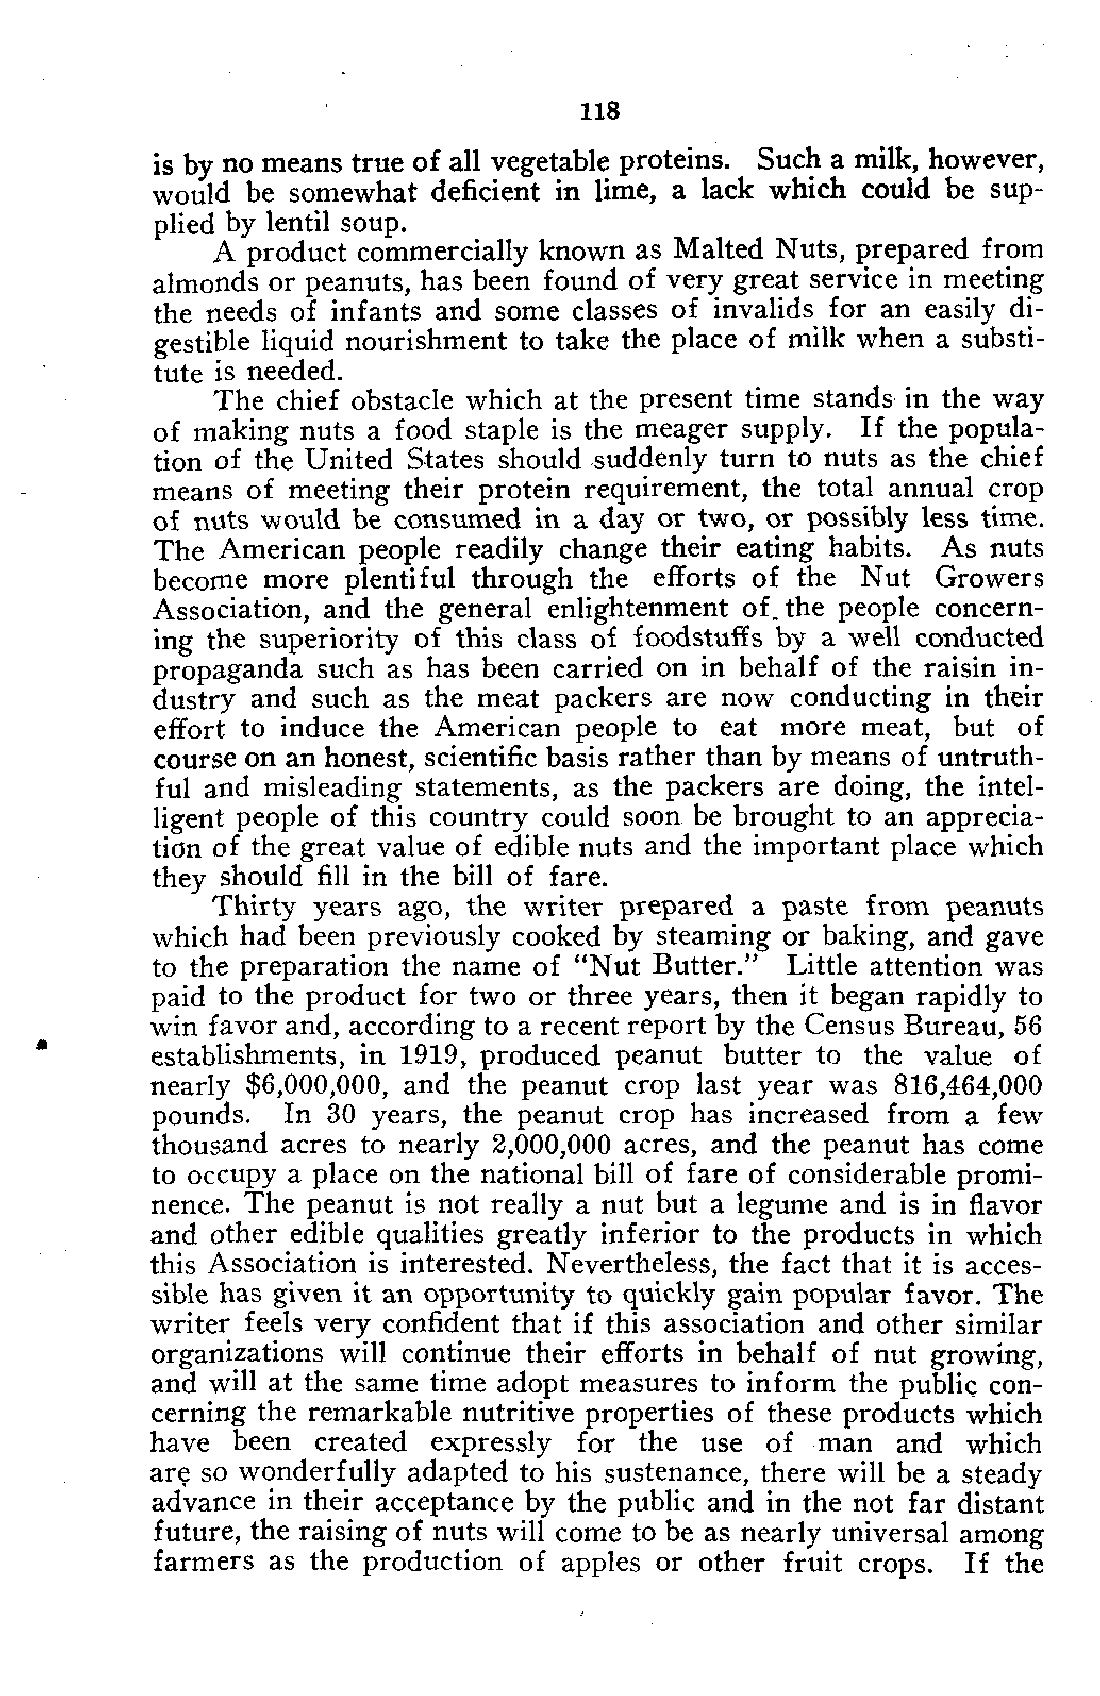 118
is by no means true of all vegetable proteins. Such a milk, however,
would be somewhat deficient in lime, a lack which could be sup-
plied by lentil soup.
A product commercially known as Malted Nuts, prepared from
almonds or peanuts, has been found of very great service in meeting
the needs of infants and some classes of invalids for an easily di-
gestible liquid nourishment to take the place of milk when a substi-
tute is needed.
The chief obstacle which at the present time stands in the way
of making nuts a food staple is the meager supply. If the popula-
tion of the United States should suddenly turn to nuts as the chief
means of meeting their protein requirement, the total annual crop
of nuts would be consumed in a day or two, or possibly less time.
The American people readily change their eating habits. As nuts
become more plentiful through the efforts of the Nut Growers
Association, and the general enlightenment of the people concern-
ing the superiority of this class of foodstuffs by a well conducted
propaganda such as has been carried on in behalf of the raisin in-
dustry and such as the meat packers are now conducting in their
effort to induce the American people to eat more meat, but of
course on an honest, scientific basis rather than by means of untruth-
ful and misleading statements, as the packers are doing, the intel-
ligent people of this country could soon be brought to an apprecia-
tion of the great value of edible nuts and the important place which
they should fill in the bill of fare.
Thirty years ago, the writer prepared a paste from peanuts
which had been previously cooked by steaming or baking, and gave
to the preparation the name of "Nut Butter." Little attention was
paid to the product for two or three years, then it began rapidly to
win favor and, according to a recent report by the Census Bureau, 56
establishments, in 1919, produced peanut butter to the value of
nearly $6,000,000, and the peanut crop last year was 816,464,000
pounds. In 30 years, the peanut crop has increased from a few
thousand acres to nearly 2,000,000 acres, and the peanut has come
to occupy a place on the national bill of fare of considerable promi-
nence. The peanut is not really a nut but a legume and is in flavor
and other edible qualities greatly inferior to the products in which
this Association is interested. Nevertheless, the fact that it is acces-
sible has given it an opportunity to quickly gain popular favor. The
writer feels very confident that if this association and other similar
organizations will continue their efforts in behalf of nut growing,
and will at the same time adopt measures to inform the public con-
cerning the remarkable nutritive properties of these products which
have been created expressly for the use of man and which
are so wonderfully adapted to his sustenance, there will be a steady
advance in their acceptance by the public and in the not far distant
future, the raising of nuts will come to be as nearly universal among
farmers as the production of apples or other fruit crops. If the